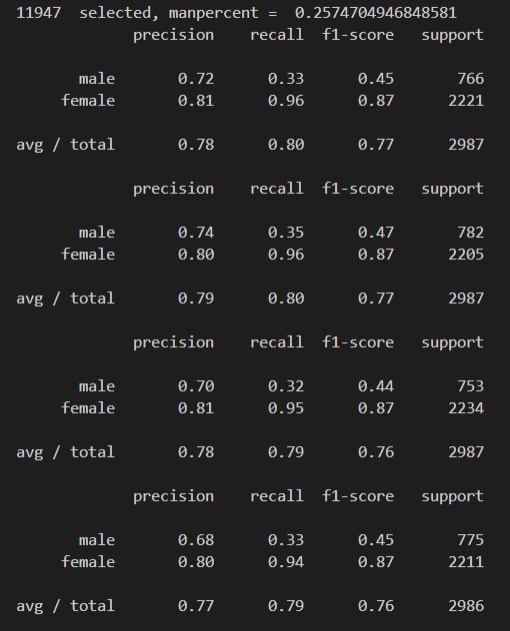 11947 selected, manpercent = 0.2574704946848581
precision recall f1-score support
male 0.72 0.33 0.45 766
female 0.81 0.96 0.87 2221
avg / total 0.78 0.80 0.77 2987
precision recall f1-score support
male 0.74 0.35 0.47 782
female 0.80 0.96 0.87 2205
avg / total 0.79 0.80 0.77 2987
precision recall f1-score support
male 0.70 0.32 0.44 753
female 0.81 0.95 0.87 2234
avg / total 0.78 0.79 0.76 2987
precision recall f1-score support
male 0.68 0.33 0.45 775
female 0.80 0.94 0.87 2211
avg / total 0.77 0.79 0.76 2986